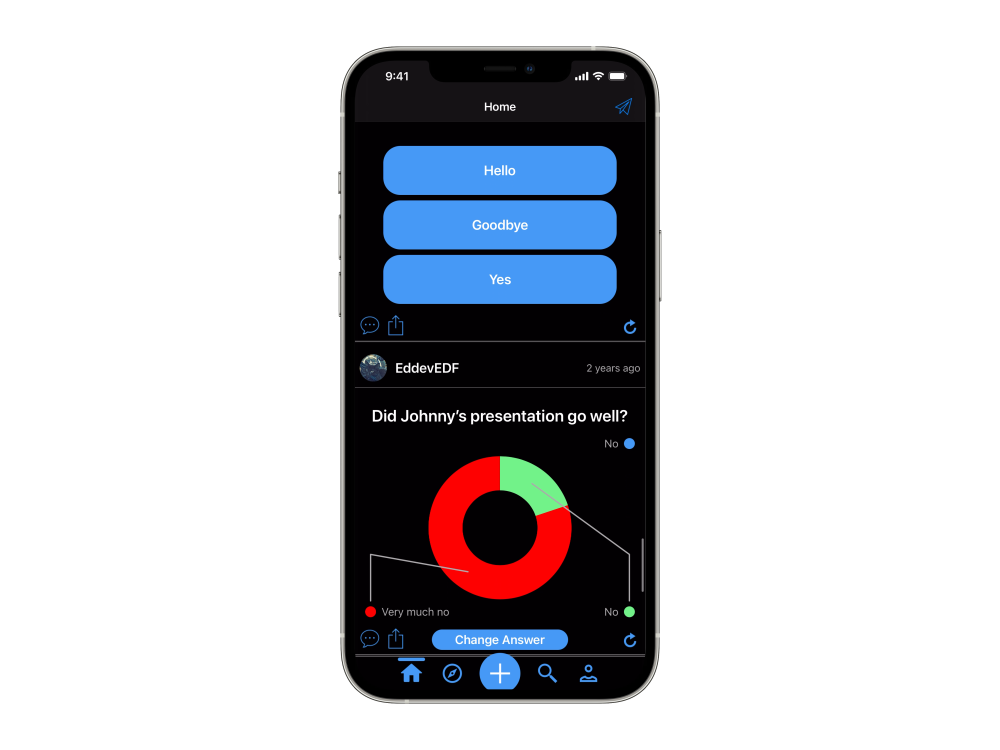 9:41
Home
Hello
Goodbye
Yes
EddevEDF
2 years ago
Did Johnny’s presentation go well?
No
Very much no
No
Change Answer